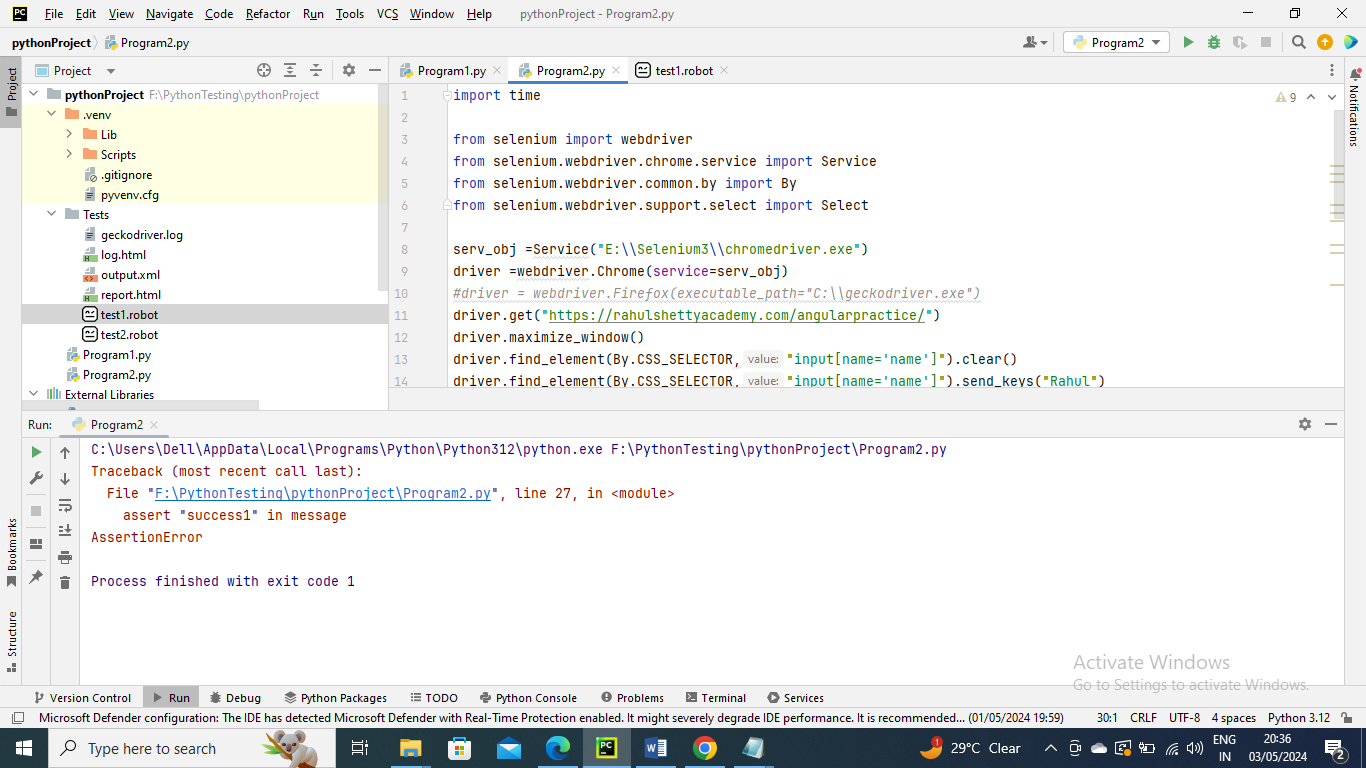 File Edit View Navigate Code Refactor Run Tools VCS Window Help pythonProject - Program2.py
pythonProject Program2.py Program2
Project Program1.py Program2.py test1.robot
Project
Notifications
pythonProject F:\PythonTesting\pythonProject
.venv
Lib
Scripts
.gitignore
pyvenv.cfg
Tests
geckodriver.log
log.html
output.xml
report.html
test1.robot
test2.robot
Program1.py
Program2.py
External Libraries
9
1 import time
2
3 from selenium import webdriver
4 from selenium.webdriver.chrome.service import Service
5 from selenium.webdriver.common.by import By
6 from selenium.webdriver.support.select import Select
7
8 serv_obj =Service("E:\\Selenium3\\chromedriver.exe")
9 driver =webdriver.Chrome(service=serv_obj)
10 #driver = webdriver.Firefox(executable_path="C:\\geckodriver.exe")
11 driver.get("https://rahulshettyacademy.com/angularpractice/")
12 driver.maximize_window()
13 driver.find_element(By.CSS_SELECTOR, value: "input[name='name']").clear()
14 driver.find_element(By.CSS_SELECTOR, value: "input[name='name']").send_keys("Rahul")
Run: Program2
C:\Users\Dell\AppData\Local\Programs\Python\Python312\python.exe F:\PythonTesting\pythonProject\Program2.py
Traceback (most recent call last):
File "F:\PythonTesting\pythonProject\Program2.py", line 27, in <module>
assert "success1" in message
AssertionError
Process finished with exit code 1
Bookmarks
Structure
Activate Windows
Go to Settings to activate Windows.
Version Control Run Debug Python Packages TODO Python Console Problems Terminal Services
Microsoft Defender configuration: The IDE has detected Microsoft Defender with Real-Time Protection enabled. It might severely degrade IDE performance. It is recommended... (01/05/2024 19:59) 30:1 CRLF UTF-8 4 spaces Python 3.12
Type here to search 29°C Clear ENG 20:36
IN 03/05/2024 2